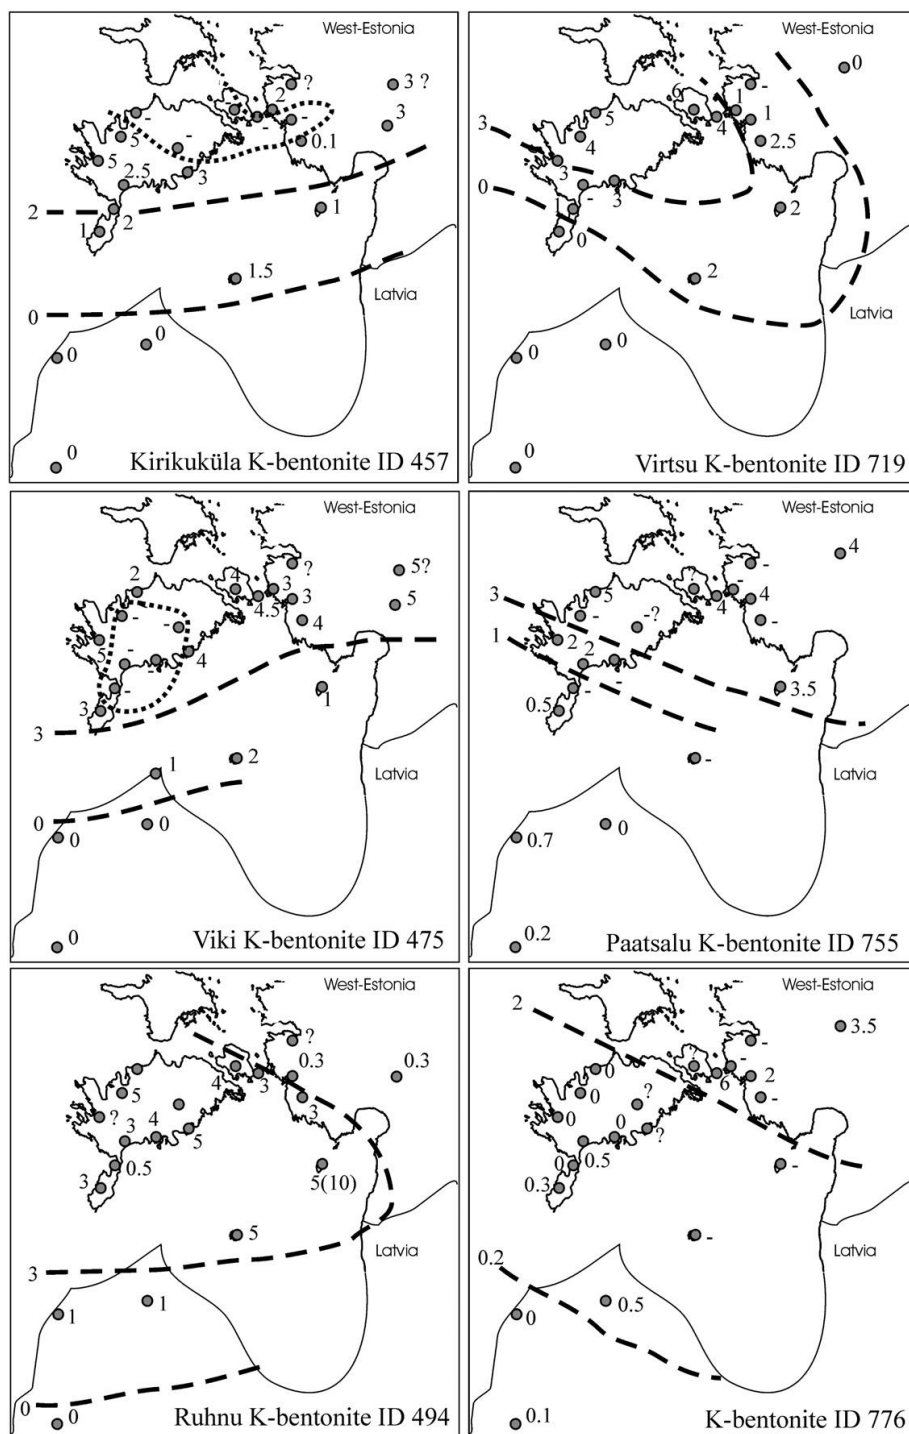 West-Estonia
? 3 ?
2
- - 3
5 - - 0.1
5
2.5 3
2 2 1
1
1.5
Latvia
0
0
0
0
Kirikuküla K-bentonite ID 457
West-Estonia
0
-
6 1
5 4 1
3 4 2.5
3
0 - 3
1 2
0
2
Latvia
0
0
0
Virtsu K-bentonite ID 719
West-Estonia
? 5?
2 4 3
4.5 3 5
- - 4
5 4
- -
- 1
3
3
1 2
Latvia
0 0
0
0
Viki K-bentonite ID 475
West-Estonia
4
-
? -
3 5 4 4
- -? -
1 2 2
- - 3.5
0.5
-
Latvia
0.7 0
0.2
Paatsalu K-bentonite ID 755
West-Estonia
?
0.3 0.3
4 3
5 3
? 4 5
3
0.5
3 5(10)
5
Latvia
3
1
1
0
0
Ruhnu K-bentonite ID 494
West-Estonia
2 3.5
-
? -
0 6 2
0 ? -
0 0 ?
0.5
0 -
0.3
-
0.2 Latvia
0.5
0
0.1
K-bentonite ID 776